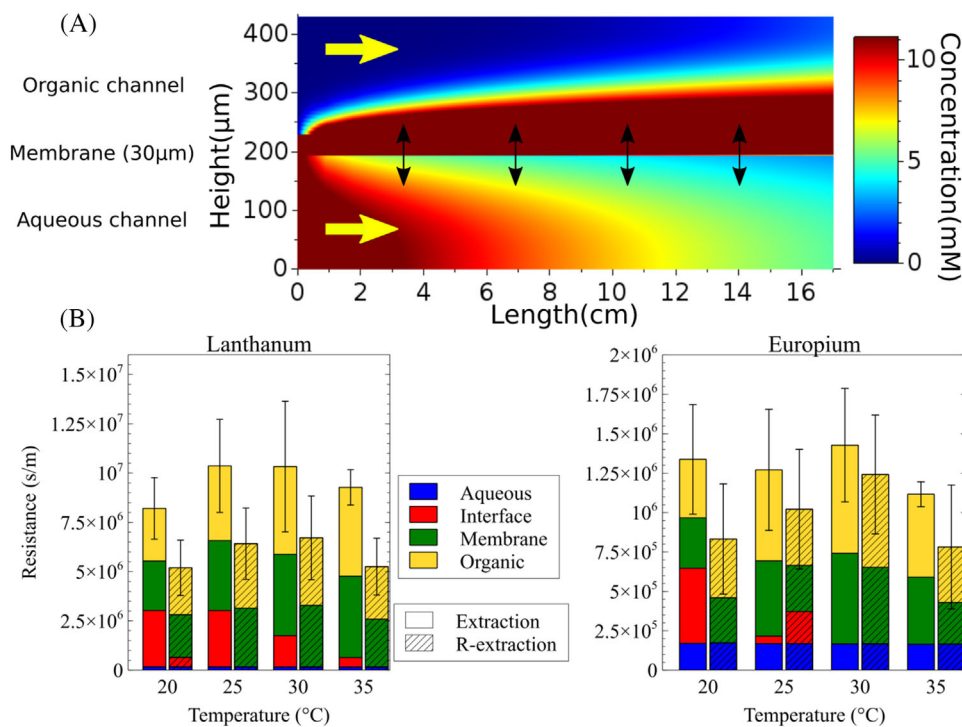 (A)
Organic channel
Membrane (30μm)
Aqueous channel
Height(μm)
400
300
200
100
0
0 2 4 6 8 10 12 14 16
Length(cm)
10
5
0
Concentration(mM)
(B)
Lanthanum
Resistance (s/m)
1.5×10⁷
1.25×10⁷
10⁷
7.5×10⁶
5×10⁶
2.5×10⁶
0
20 25 30 35
Temperature (°C)
Aqueous
Interface
Membrane
Organic
Extraction
R-extraction
Europium
2×10⁶
1.75×10⁶
1.5×10⁶
1.25×10⁶
10⁶
7.5×10⁵
5×10⁵
2.5×10⁵
0
20 25 30 35
Temperature (°C)